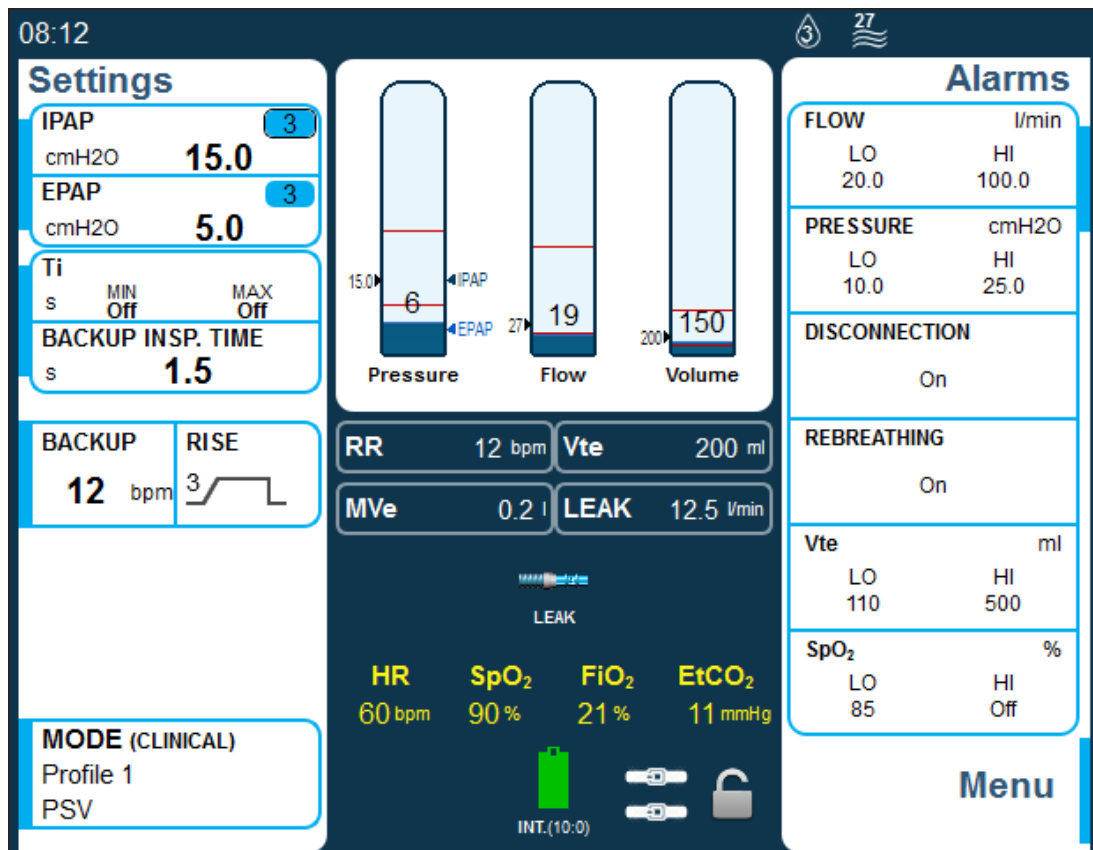 08:12
3
27
Settings
IPAP 3
cmH2O 15.0
EPAP 3
cmH2O 5.0
Ti
s MIN MAX
Off Off
BACKUP INSP. TIME
s 1.5
BACKUP RISE
12 bpm 3
MODE (CLINICAL)
Profile 1
PSV
15.0 6 IPAP
EPAP
27 19
200 150
Pressure Flow Volume
RR 12 bpm Vte 200 ml
MVe 0.2 l LEAK 12.5 l/min
LEAK
HR SpO₂ FiO₂ EtCO₂
60 bpm 90 % 21 % 11 mmHg
INT.(10:0)
Alarms
FLOW l/min
LO HI
20.0 100.0
PRESSURE cmH2O
LO HI
10.0 25.0
DISCONNECTION
On
REBREATHING
On
Vte ml
LO HI
110 500
SpO₂ %
LO HI
85 Off
Menu